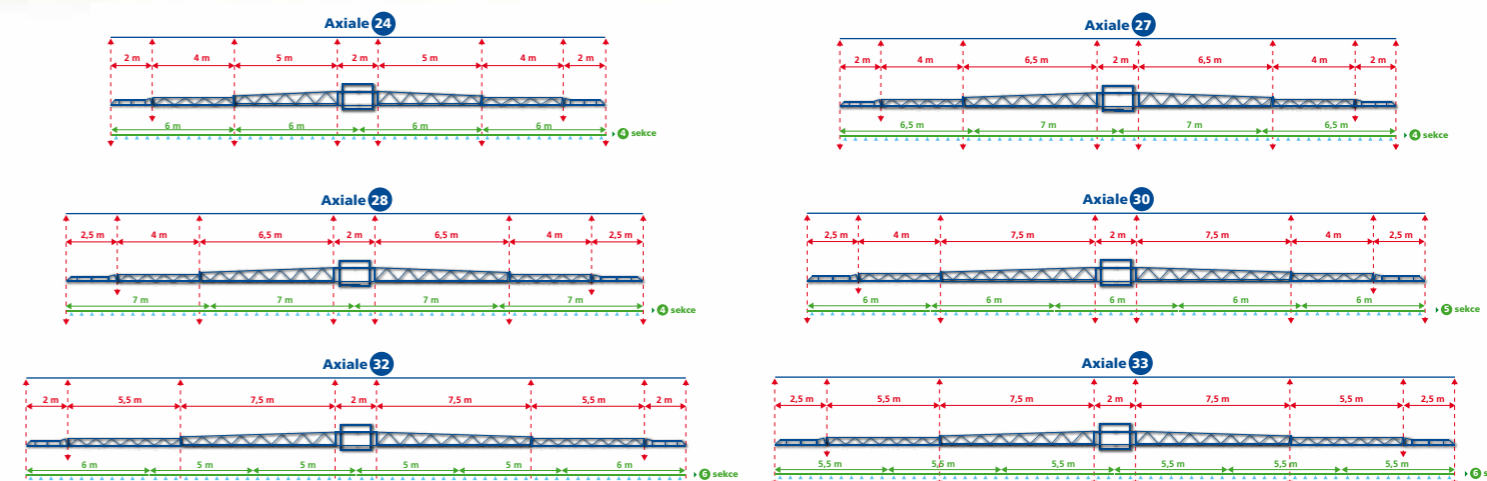 Axiale 24
2 m 4 m 5 m 2 m 5 m 4 m 2 m
6 m 6 m 6 m 6 m
4 sekce
Axiale 27
2 m 4 m 6,5 m 2 m 6,5 m 4 m 2 m
6,5 m 7 m 7 m 6,5 m
4 sekce
Axiale 28
2,5 m 4 m 6,5 m 2 m 6,5 m 4 m 2,5 m
7 m 7 m 7 m 7 m
4 sekce
Axiale 30
2,5 m 4 m 7,5 m 2 m 7,5 m 4 m 2,5 m
6 m 6 m 6 m 6 m 6 m
5 sekce
Axiale 32
2 m 5,5 m 7,5 m 2 m 7,5 m 5,5 m 2 m
6 m 5 m 5 m 5 m 5 m 6 m
6 sekce
Axiale 33
2,5 m 5,5 m 7,5 m 2 m 7,5 m 5,5 m 2,5 m
5,5 m 5,5 m 5,5 m 5,5 m 5,5 m 5,5 m
6 s